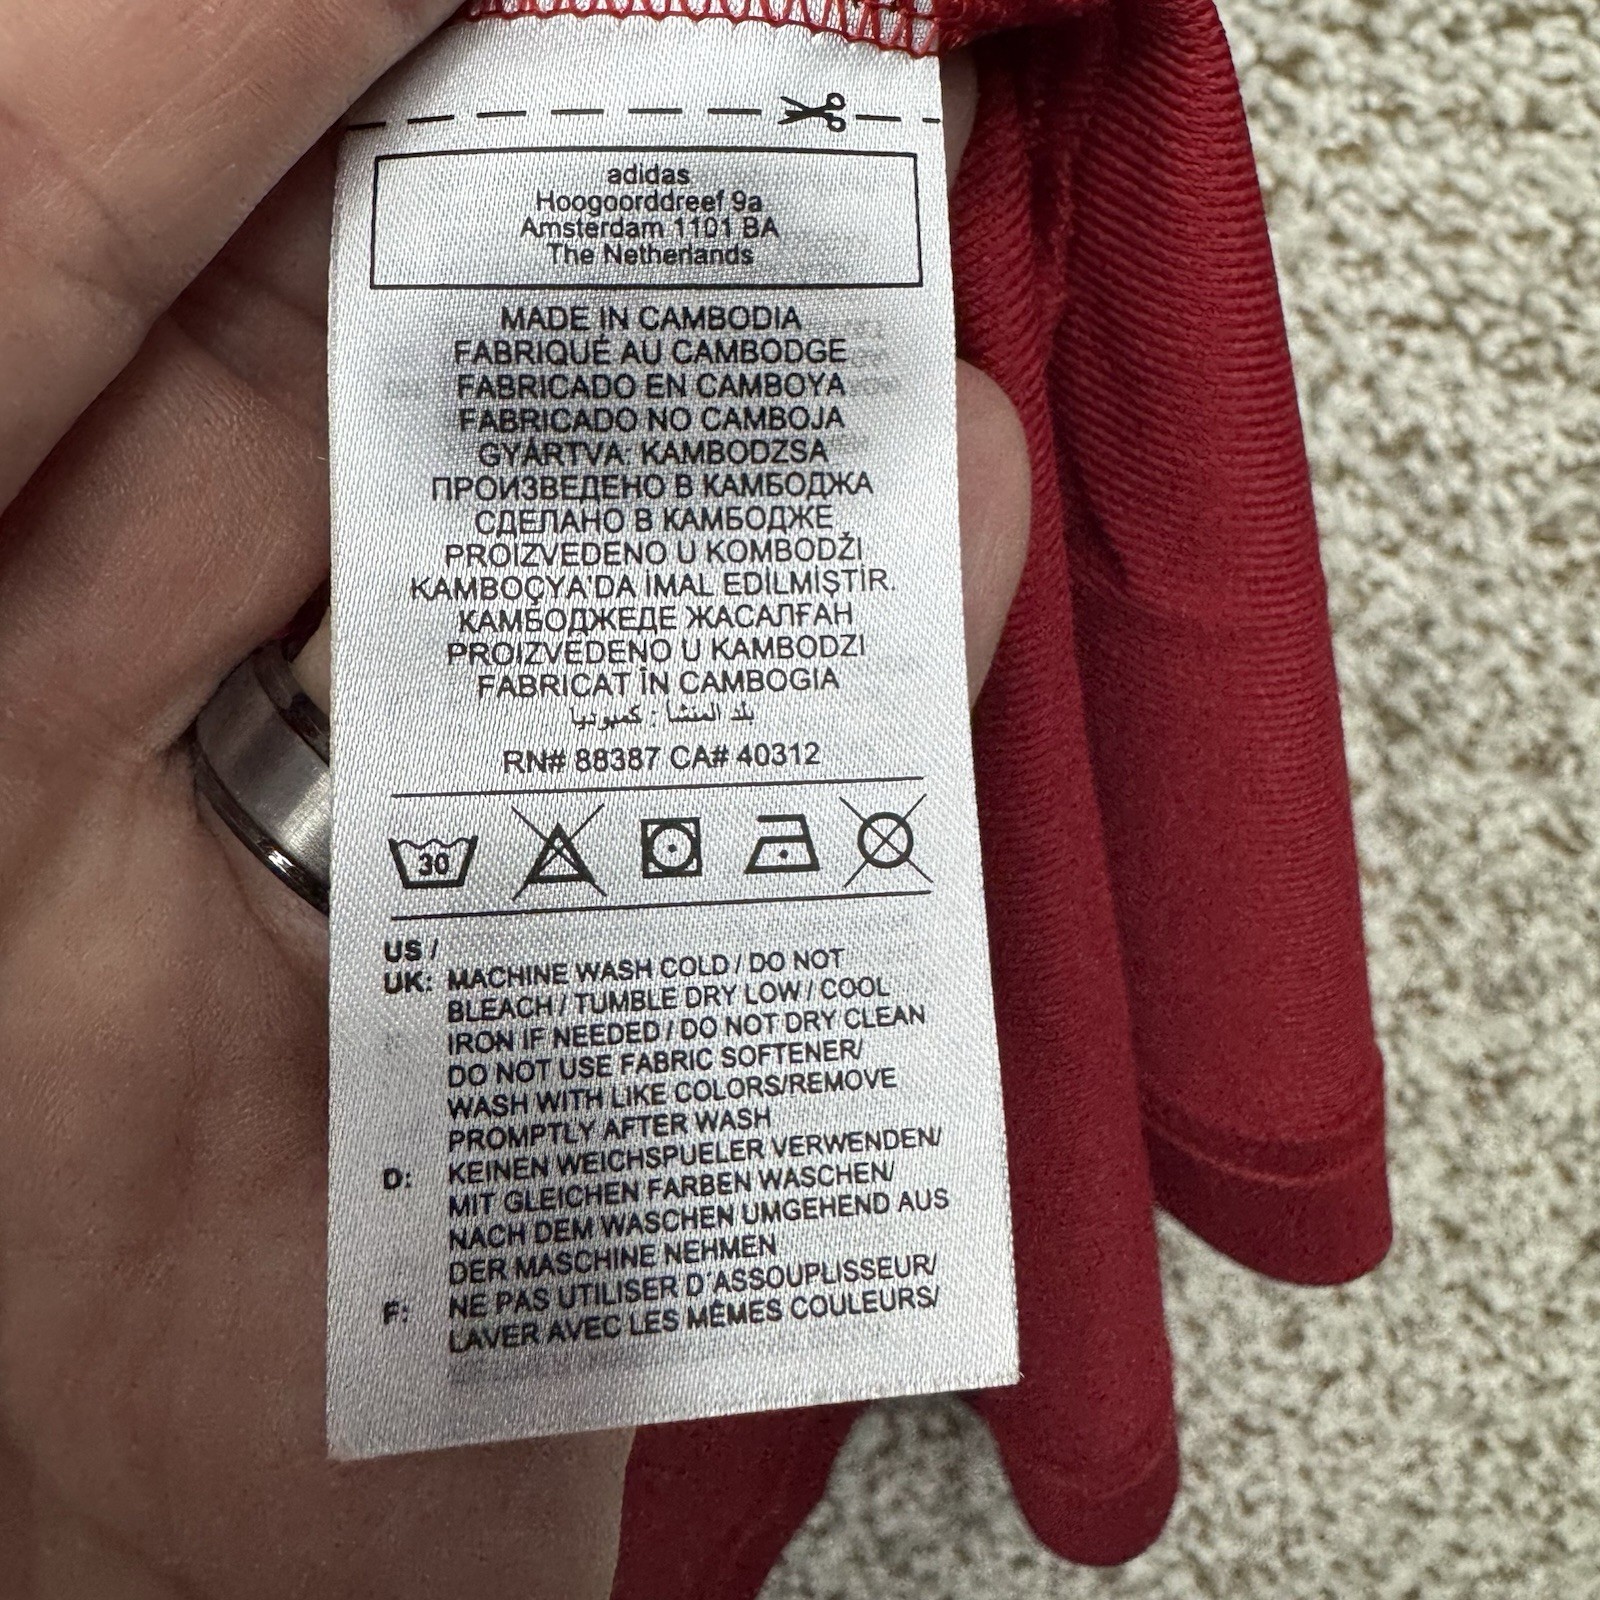 adidas
Hoogoorddreef 9a
Amsterdam 1101 BA
The Netherlands
MADE IN CAMBODIA
FABRIQUÉ AU CAMBODGE
FABRICADO EN CAMBOYA
FABRICADO NO CAMBOJA
GYÁRTVA: KAMBODZSA
ПРОИЗВЕДЕНО В КАМБОДЖА
СДЕЛАНО В КАМБОДЖЕ
PROIZVEDENO U KOMBODŽI
KAMBOÇYA'DA İMAL EDİLMİŞTİR.
КАМБОДЖЕДЕ ЖАСАЛҒАН
PROIZVEDENO U KAMBODZI
FABRICAT ÎN CAMBOGIA
بلد المنشأ : كمبوديا
RN# 88387 CA# 40312
30
US /
UK: MACHINE WASH COLD / DO NOT
BLEACH / TUMBLE DRY LOW / COOL
IRON IF NEEDED / DO NOT DRY CLEAN
DO NOT USE FABRIC SOFTENER/
WASH WITH LIKE COLORS/REMOVE
PROMPTLY AFTER WASH
D: KEINEN WEICHSPUELER VERWENDEN/
MIT GLEICHEN FARBEN WASCHEN/
NACH DEM WASCHEN UMGEHEND AUS
DER MASCHINE NEHMEN
F: NE PAS UTILISER D'ASSOUPLISSEUR/
LAVER AVEC LES MÊMES COULEURS/